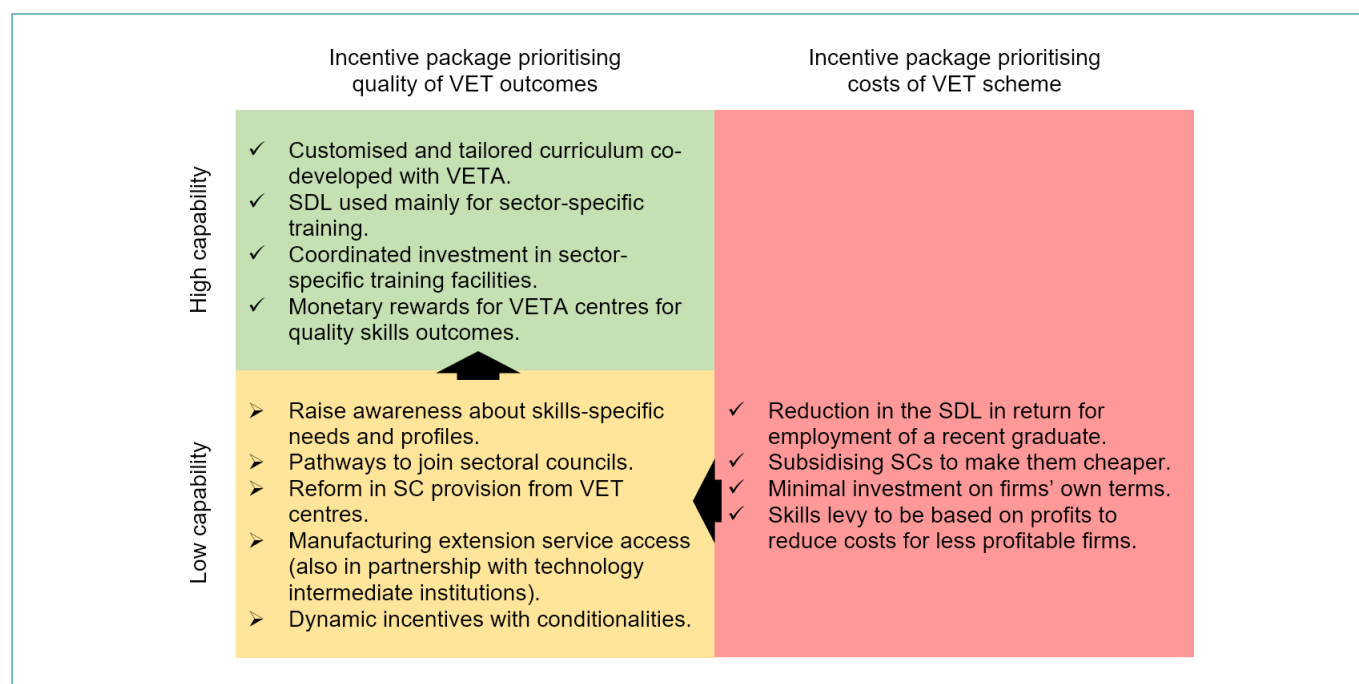 Incentive package prioritising
quality of VET outcomes
Incentive package prioritising
costs of VET scheme
High capability
✓ Customised and tailored curriculum co-
developed with VETA.
✓ SDL used mainly for sector-specific
training.
✓ Coordinated investment in sector-
specific training facilities.
✓ Monetary rewards for VETA centres for
quality skills outcomes.
Low capability
➢ Raise awareness about skills-specific
needs and profiles.
➢ Pathways to join sectoral councils.
➢ Reform in SC provision from VET
centres.
➢ Manufacturing extension service access
(also in partnership with technology
intermediate institutions).
➢ Dynamic incentives with conditionalities.
✓ Reduction in the SDL in return for
employment of a recent graduate.
✓ Subsidising SCs to make them cheaper.
✓ Minimal investment on firms’ own terms.
✓ Skills levy to be based on profits to
reduce costs for less profitable firms.